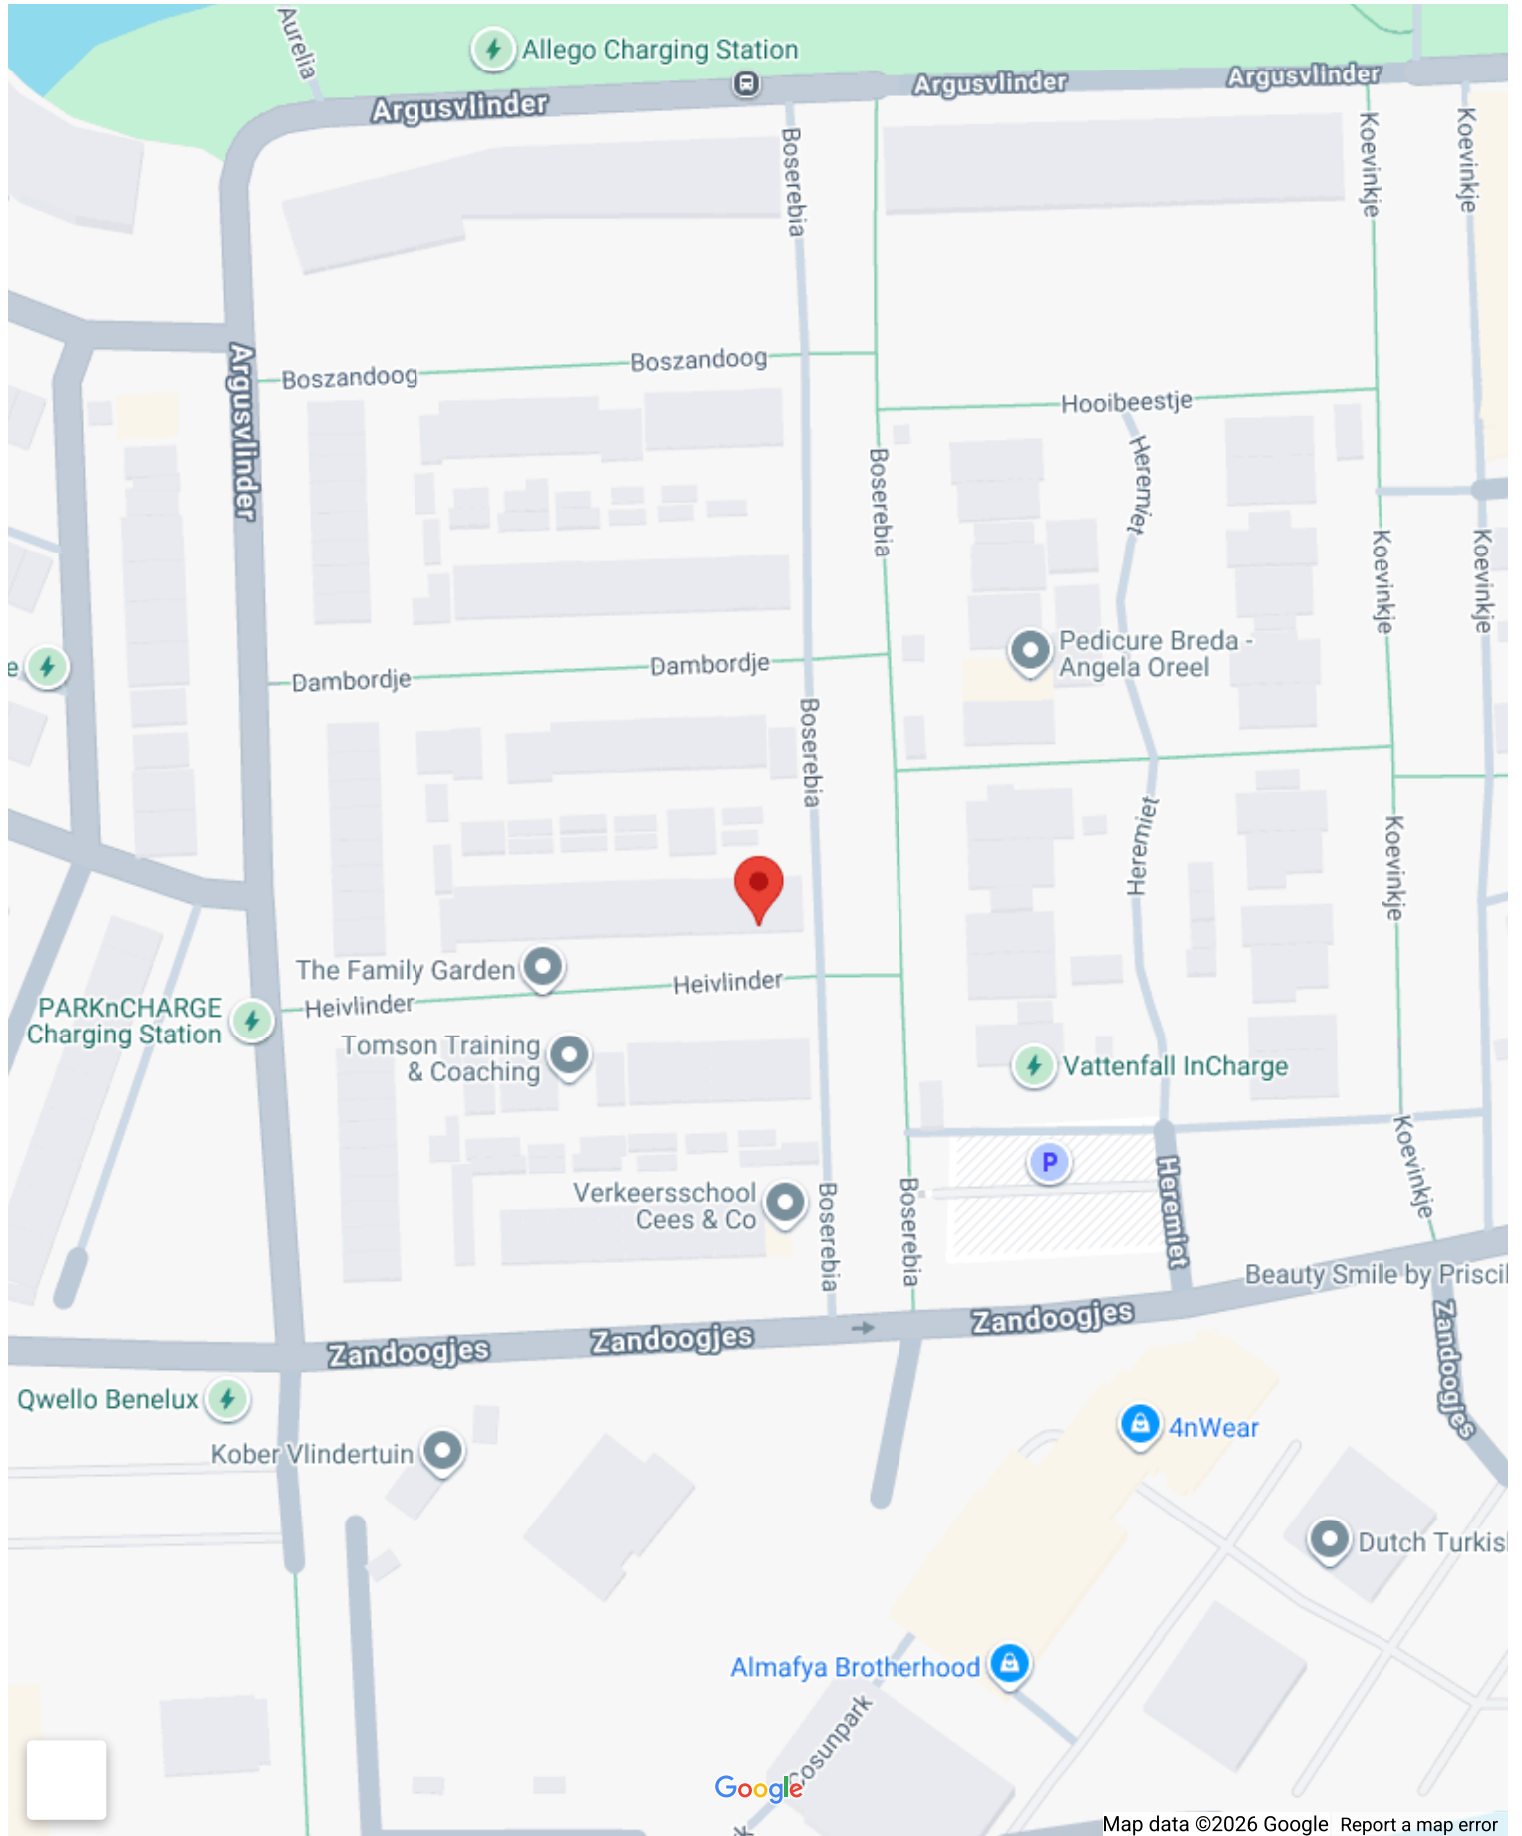 Aurelia
Allego Charging Station
Argusvlinder
Argusvlinder
Argusvlinder
Boserebia
Koevinkje
Koevinkje
Argusvlinder
Boszandoog
Boszandoog
Hooibeestje
Heremiet
Boserebia
Koevinkje
Koevinkje
Pedicure Breda -
Angela Oreel
e
Dambordje
Dambordje
Boserebia
Heremiet
Koevinkje
The Family Garden
Heivlinder
Heivlinder
PARKnCHARGE
Charging Station
Tomson Training
& Coaching
Vattenfall InCharge
P
Koevinkje
Verkeersschool
Cees & Co
Boserebia
Boserebia
Heremiet
Beauty Smile by Priscil
Zandoogjes
Zandoogjes
Zandoogjes
Zandoogjes
Qwello Benelux
Kober Vlindertuin
4nWear
Dutch Turkis
Almafya Brotherhood
Cosunpark
Google
Map data ©2026 Google
Report a map error